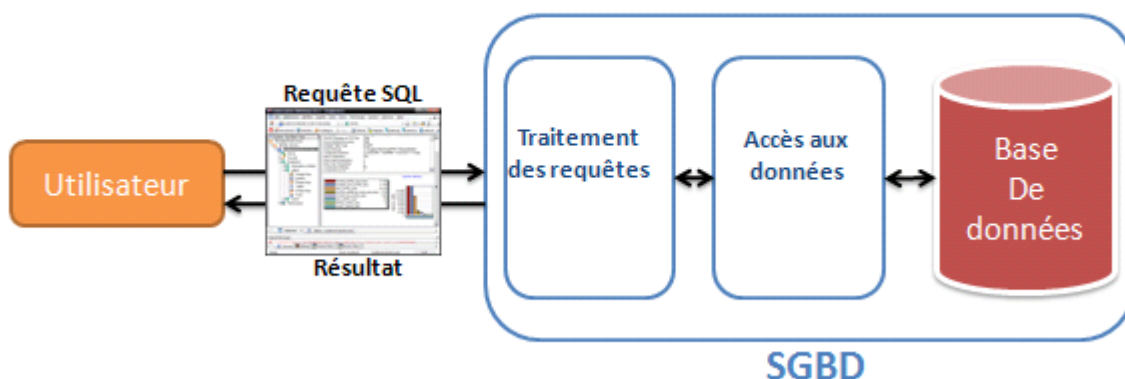 Requête SQL
Utilisateur
Résultat
Traitement
des requêtes
Accès aux
données
Base
De
données
SGBD